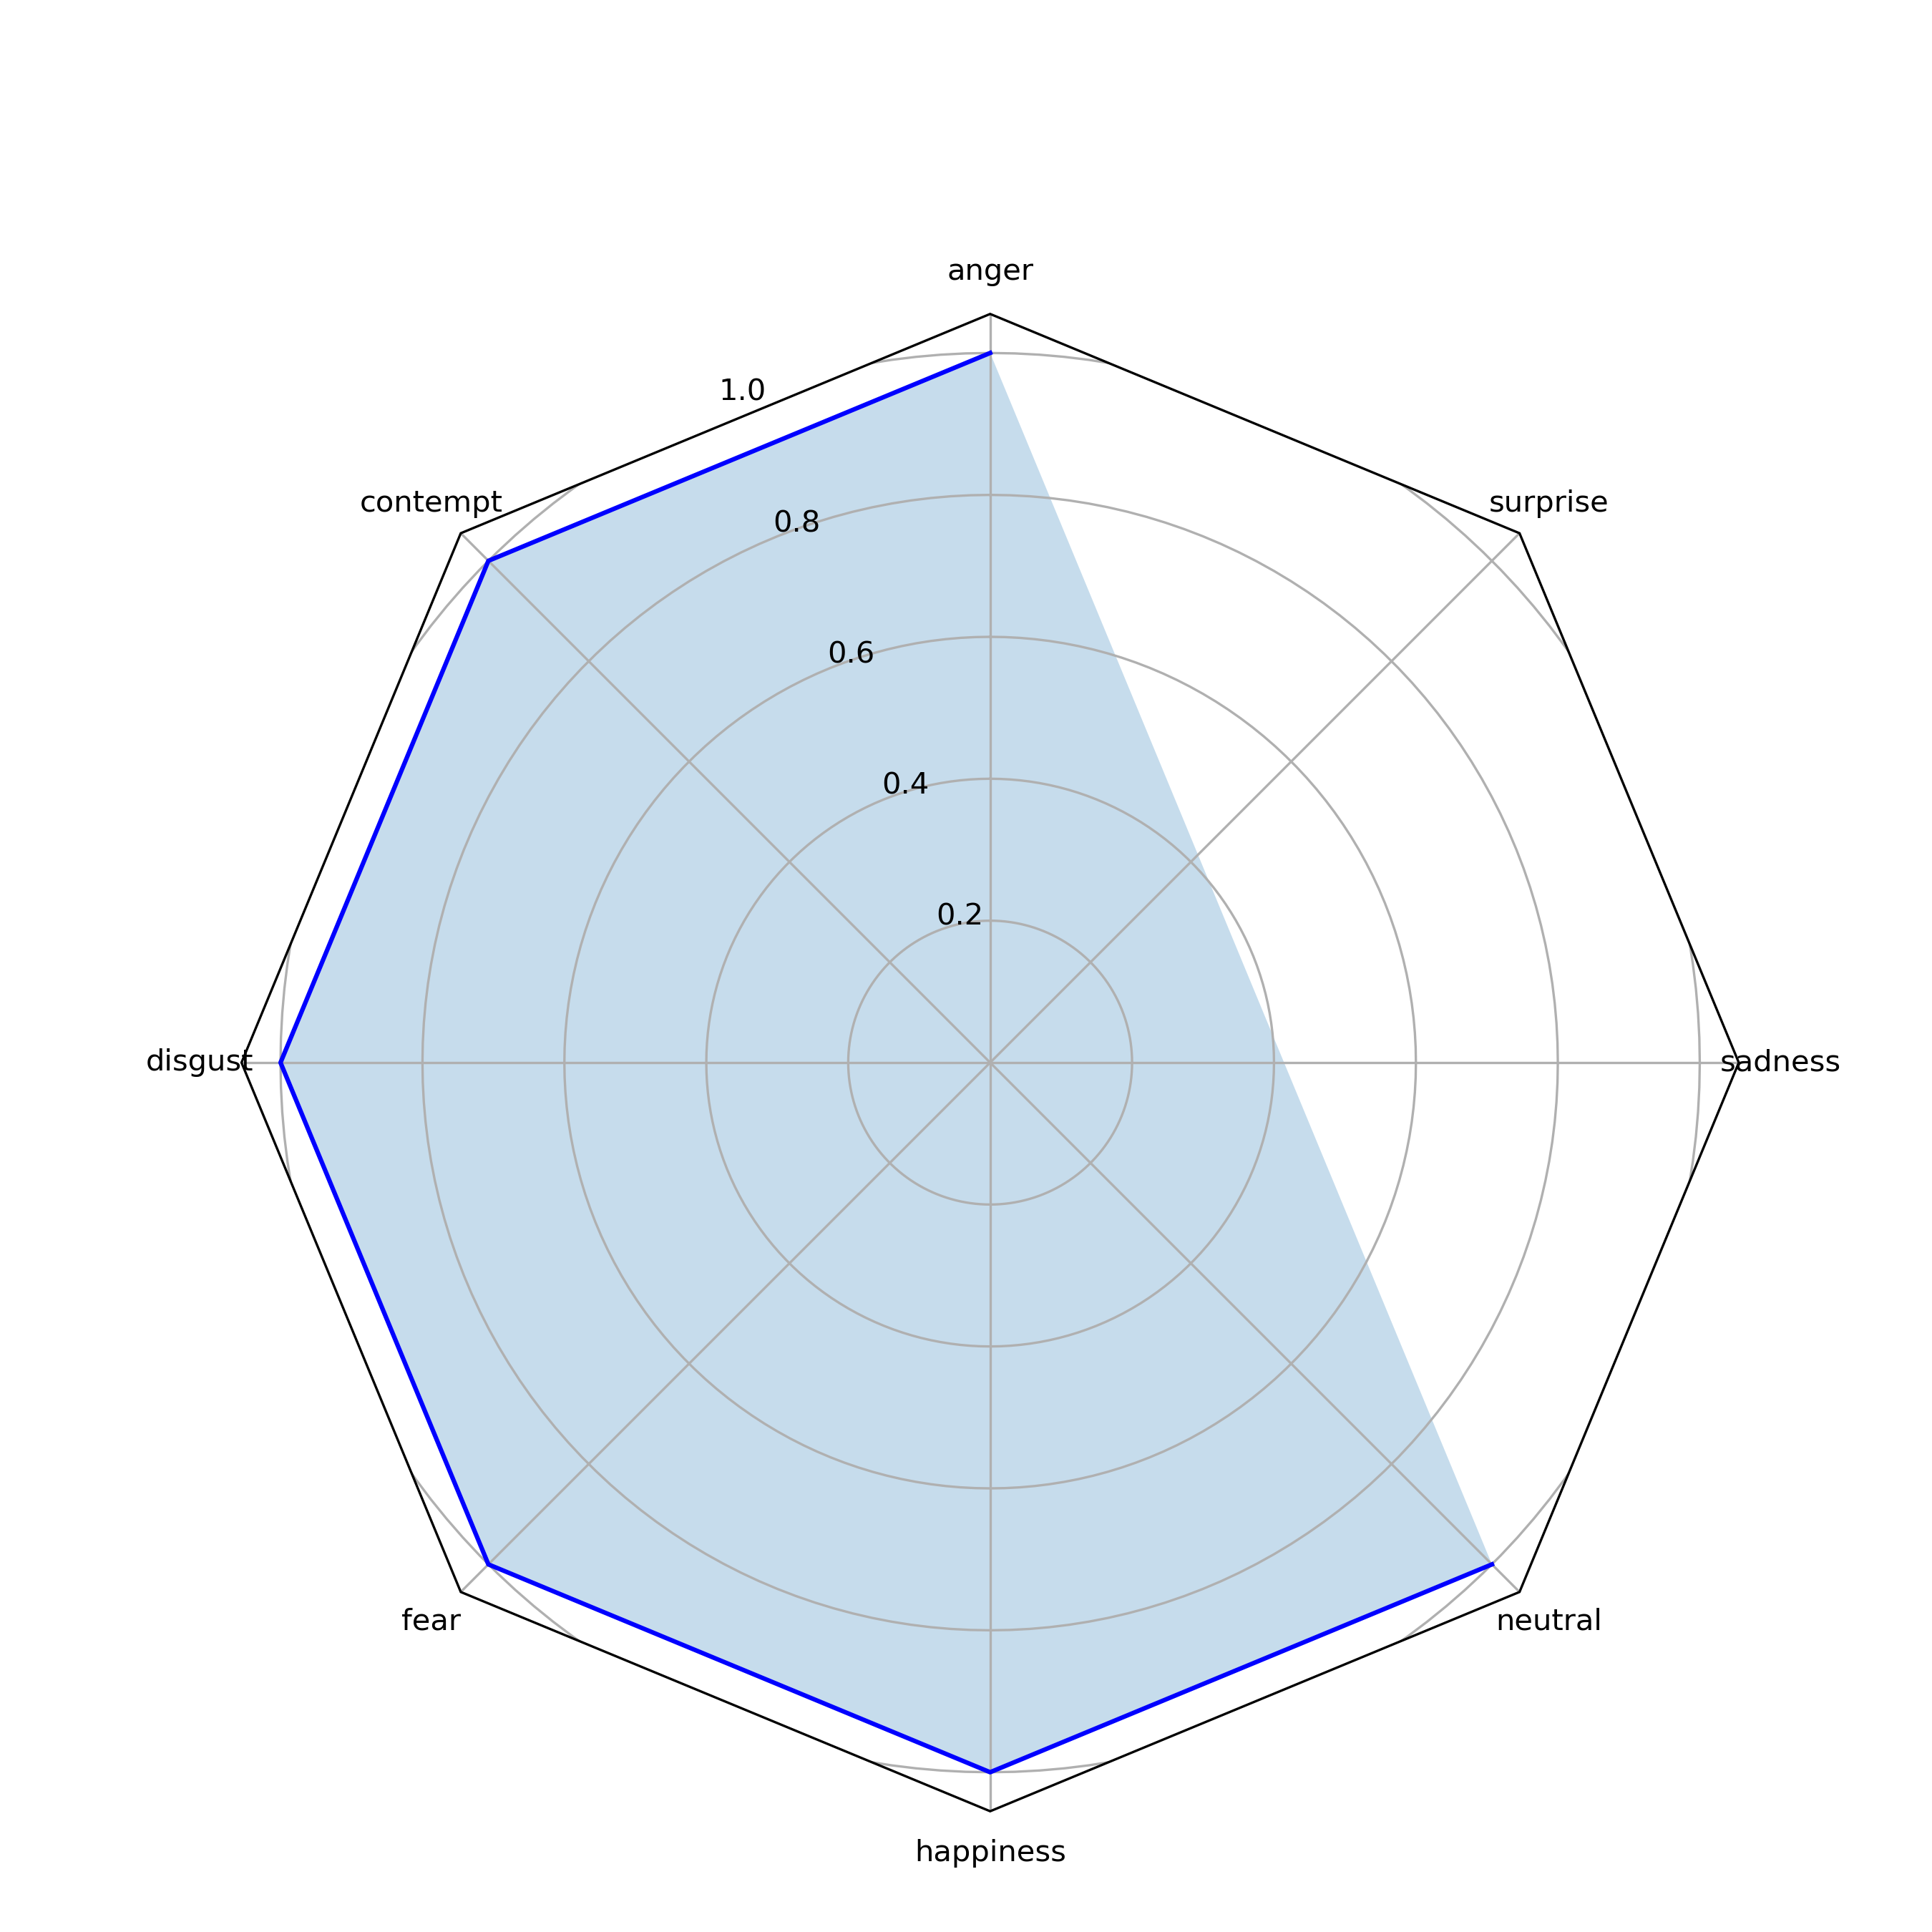 anger
1.0
contempt
surprise
0.8
0.6
0.4
0.2
disgust
sadness
fear
neutral
happiness